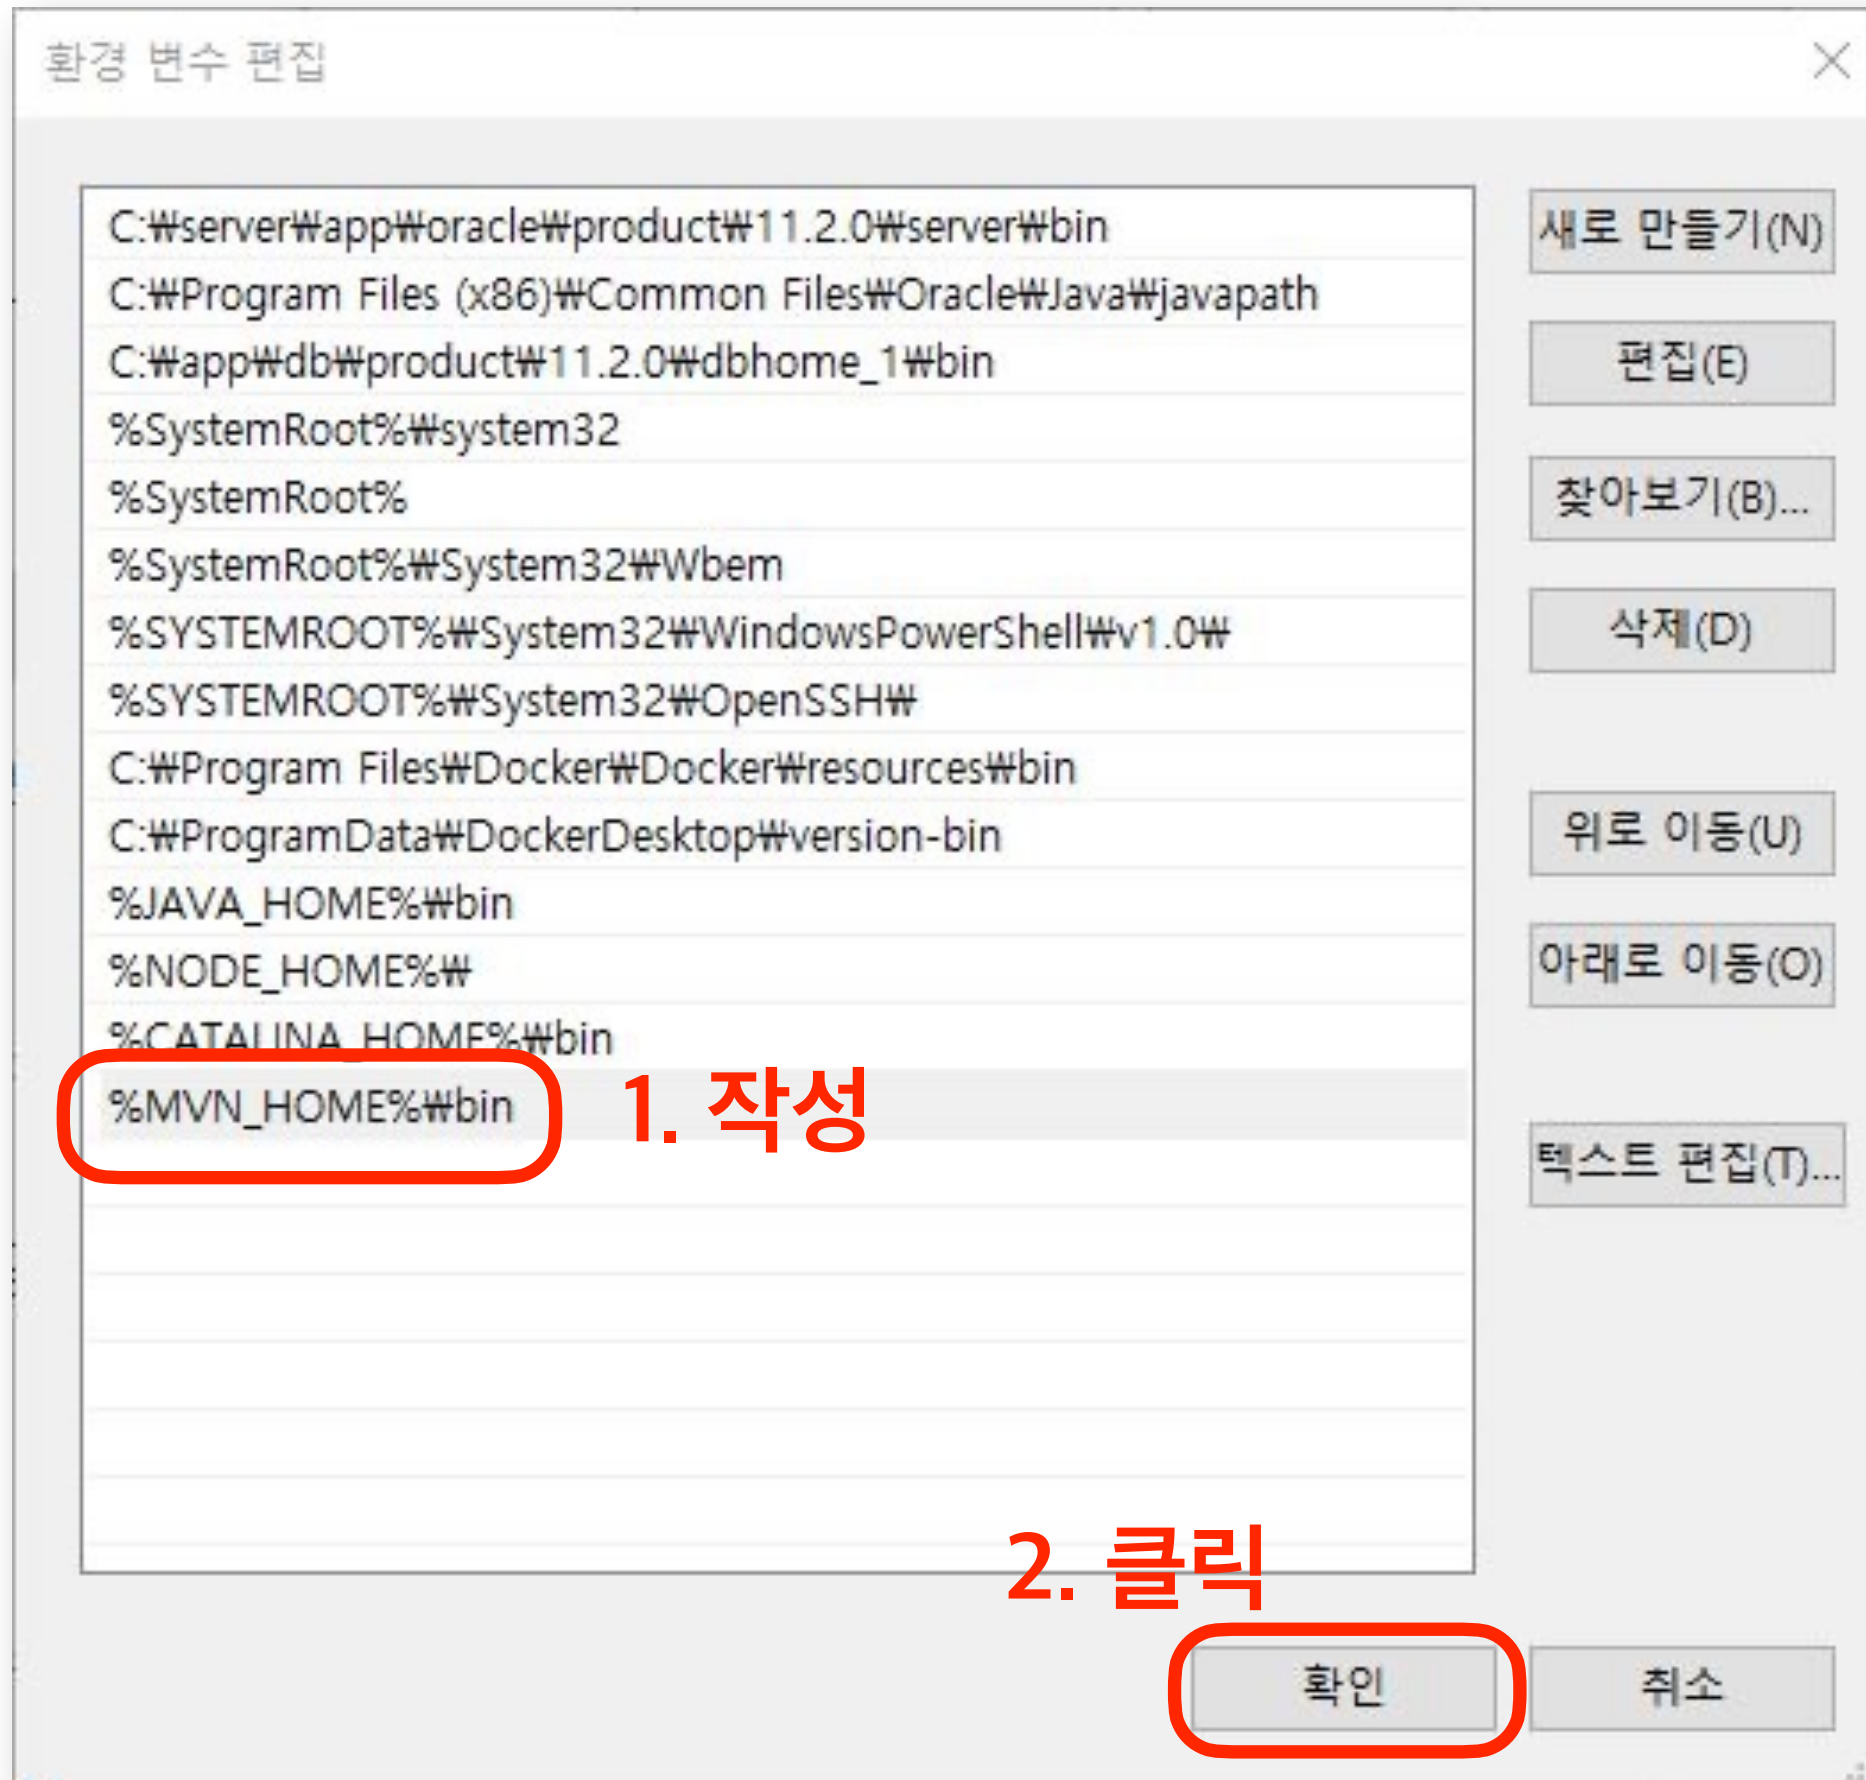 환경 변수 편집
C:₩server₩app₩oracle₩product₩11.2.0₩server₩bin
C:₩Program Files (x86)₩Common Files₩Oracle₩Java₩javapath
C:₩app₩db₩product₩11.2.0₩dbhome_1₩bin
%SystemRoot%₩system32
%SystemRoot%
%SystemRoot%₩System32₩Wbem
%SYSTEMROOT%₩System32₩WindowsPowerShell₩v1.0₩
%SYSTEMROOT%₩System32₩OpenSSH₩
C:₩Program Files₩Docker₩Docker₩resources₩bin
C:₩ProgramData₩DockerDesktop₩version-bin
%JAVA_HOME%₩bin
%NODE_HOME%₩
%CATALINA_HOME%₩bin
%MVN_HOME%₩bin
1. 작성
새로 만들기(N)
편집(E)
찾아보기(B)...
삭제(D)
위로 이동(U)
아래로 이동(O)
텍스트 편집(T)...
2. 클릭
확인
취소